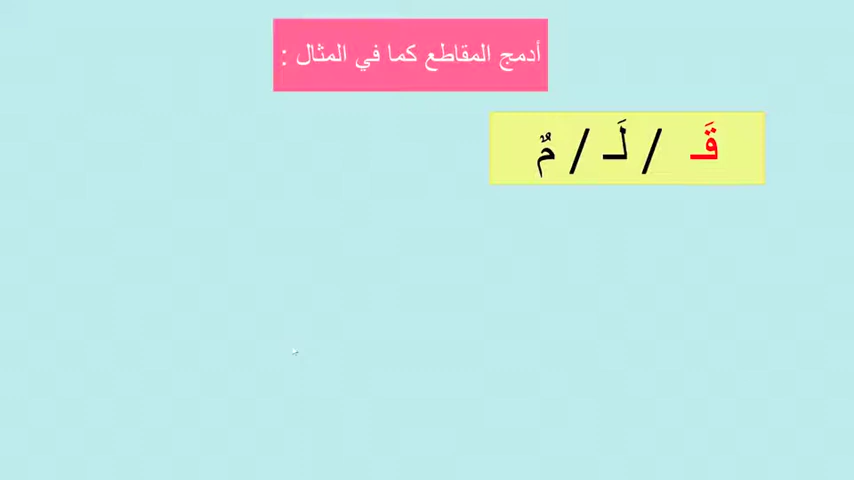 أدمج المقاطع كما في المثال :
قَـ / لَـ / مٌ